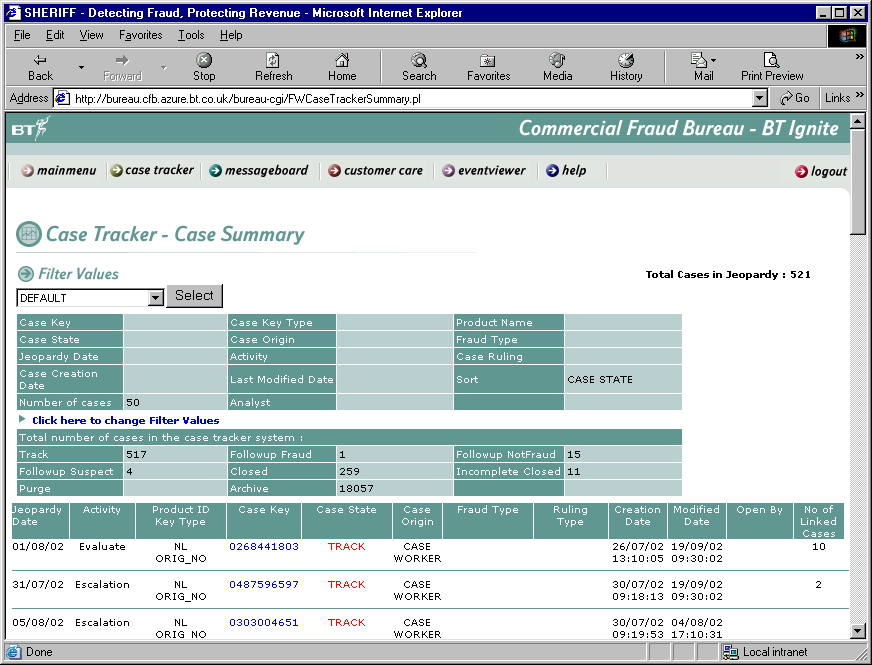 SHERIFF - Detecting Fraud, Protecting Revenue - Microsoft Internet Explorer
File Edit View Favorites Tools Help
Back Forward Stop Refresh Home Search Favorites Media History Mail Print Preview »
Address http://bureau.cfb.azure.bt.co.uk/bureau-cgi/FWCaseTrackerSummary.pl Go Links »
BT Commercial Fraud Bureau - BT Ignite
mainmenu case tracker messageboard customer care eventviewer help logout
Case Tracker - Case Summary
Filter Values
Total Cases in Jeopardy : 521
DEFAULT Select
Case Key Case Key Type Product Name
Case State Case Origin Fraud Type
Jeopardy Date Activity Case Ruling
Case Creation
Date Last Modified Date Sort CASE STATE
Number of cases 50 Analyst
Click here to change Filter Values
Total number of cases in the case tracker system :
Track 517 Followup Fraud 1 Followup NotFraud 15
Followup Suspect 4 Closed 259 Incomplete Closed 11
Purge Archive 18057
Jeopardy Activity Product ID Case Key Case State Case Fraud Type Ruling Creation Modified Open By No of
Date Key Type Origin Type Date Date Linked
Cases
01/08/02 Evaluate NL 0268441803 TRACK CASE 26/07/02 19/09/02 10
ORIG_NO WORKER 13:10:05 09:30:02
31/07/02 Escalation NL 0487596597 TRACK CASE 30/07/02 19/09/02 2
ORIG_NO WORKER 09:18:13 09:30:02
05/08/02 Escalation NL 0303004651 TRACK CASE 30/07/02 04/08/02
ORIG_NO WORKER 09:19:53 17:10:31
Done Local intranet